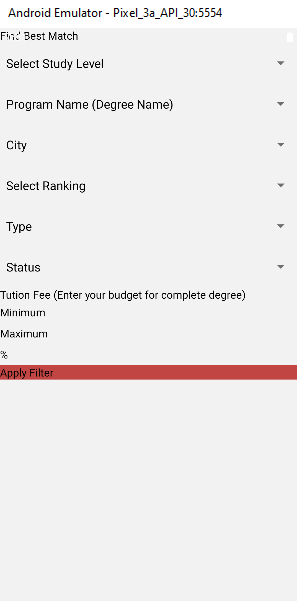 Android Emulator - Pixel_3a_API_30:5554
Find Best Match
Select Study Level
Program Name (Degree Name)
City
Select Ranking
Type
Status
Tution Fee (Enter your budget for complete degree)
Minimum
Maximum
%
Apply Filter